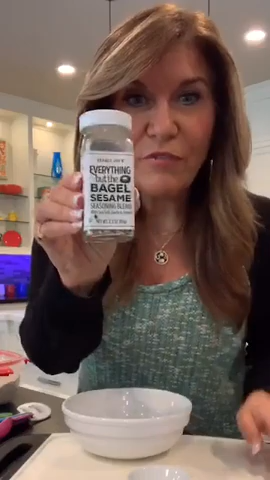 TRADER JOE'S
EVERYTHING
but the
BAGEL
SESAME
SEASONING BLEND